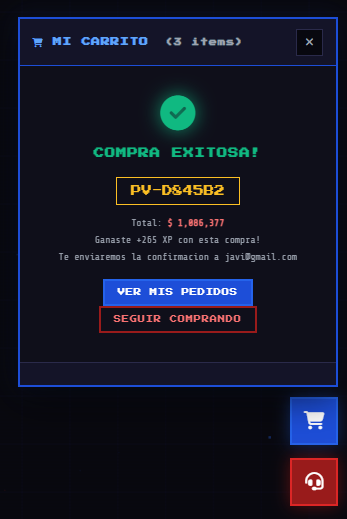 MI CARRITO (3 items)
×
COMPRA EXITOSA!
PV-D&45B2
Total: $ 1,086,377
Ganaste +265 XP con esta compra!
Te enviaremos la confirmacion a javi@gmail.com
VER MIS PEDIDOS
SEGUIR COMPRANDO